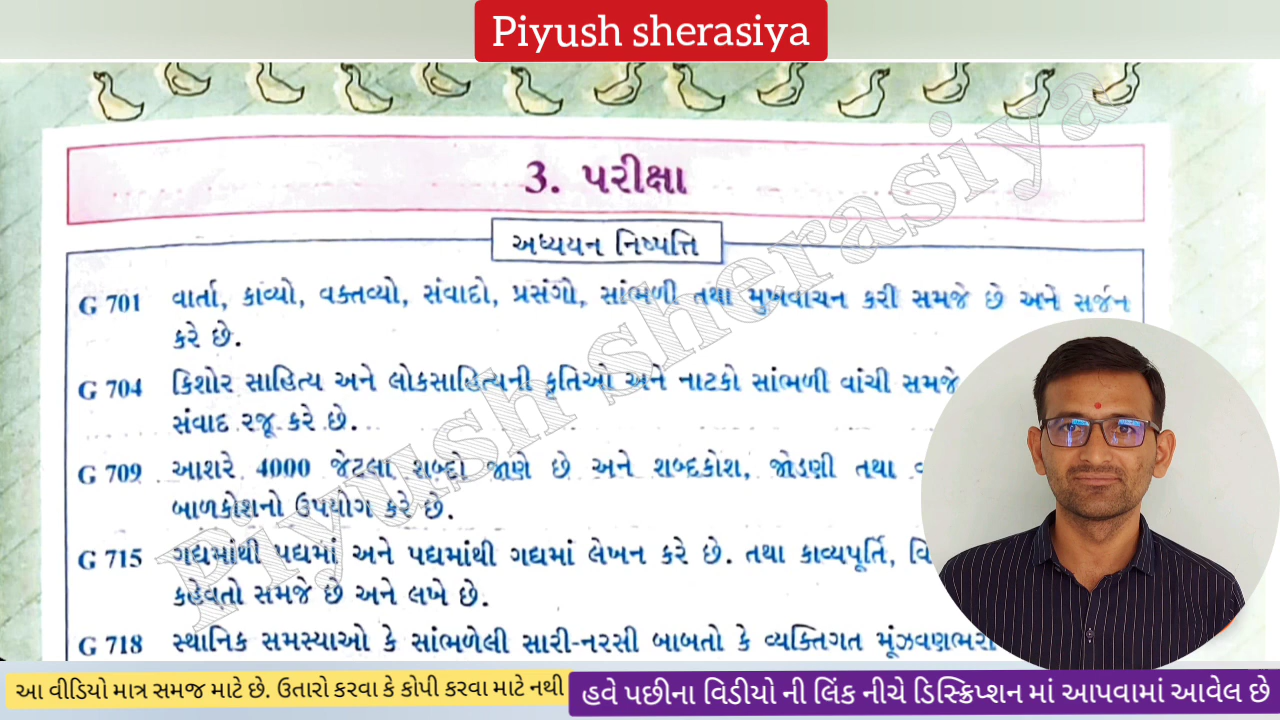 Piyush sherasiya
3. પરીક્ષા
અધ્યયન નિષ્પત્તિ
G 701 વાર્તા, કાવ્યો, વક્તવ્યો, સંવાદો, પ્રસંગો, સાંભળી તથા મુખવાચન કરી સમજે છે અને સર્જન
કરે છે.
G 704 કિશોર સાહિત્ય અને લોકસાહિત્યની કૃતિઓ અને નાટકો સાંભળી વાંચી સમજે
સંવાદ રજૂ કરે છે.
G 709 આશરે 4000 જેટલા શબ્દો જાણે છે અને શબ્દકોશ, જોડણી તથા
બાળકોશનો ઉપયોગ કરે છે.
G 715 ગદ્યમાંથી પદ્યમાં અને પદ્યમાંથી ગદ્યમાં લેખન કરે છે. તથા કાવ્યપૂર્તિ,
કહેવતો સમજે છે અને લખે છે.
G 718 સ્થાનિક સમસ્યાઓ કે સાંભળેલી સારી-નરસી બાબતો કે વ્યક્તિગત મૂંઝવણભરી
Piyush sherasiya
આ વીડિયો માત્ર સમજ માટે છે. ઉતારો કરવા કે કોપી કરવા માટે નથી
હવે પછીના વિડીયો ની લિંક નીચે ડિસ્ક્રિપ્શન માં આપવામાં આવેલ છે